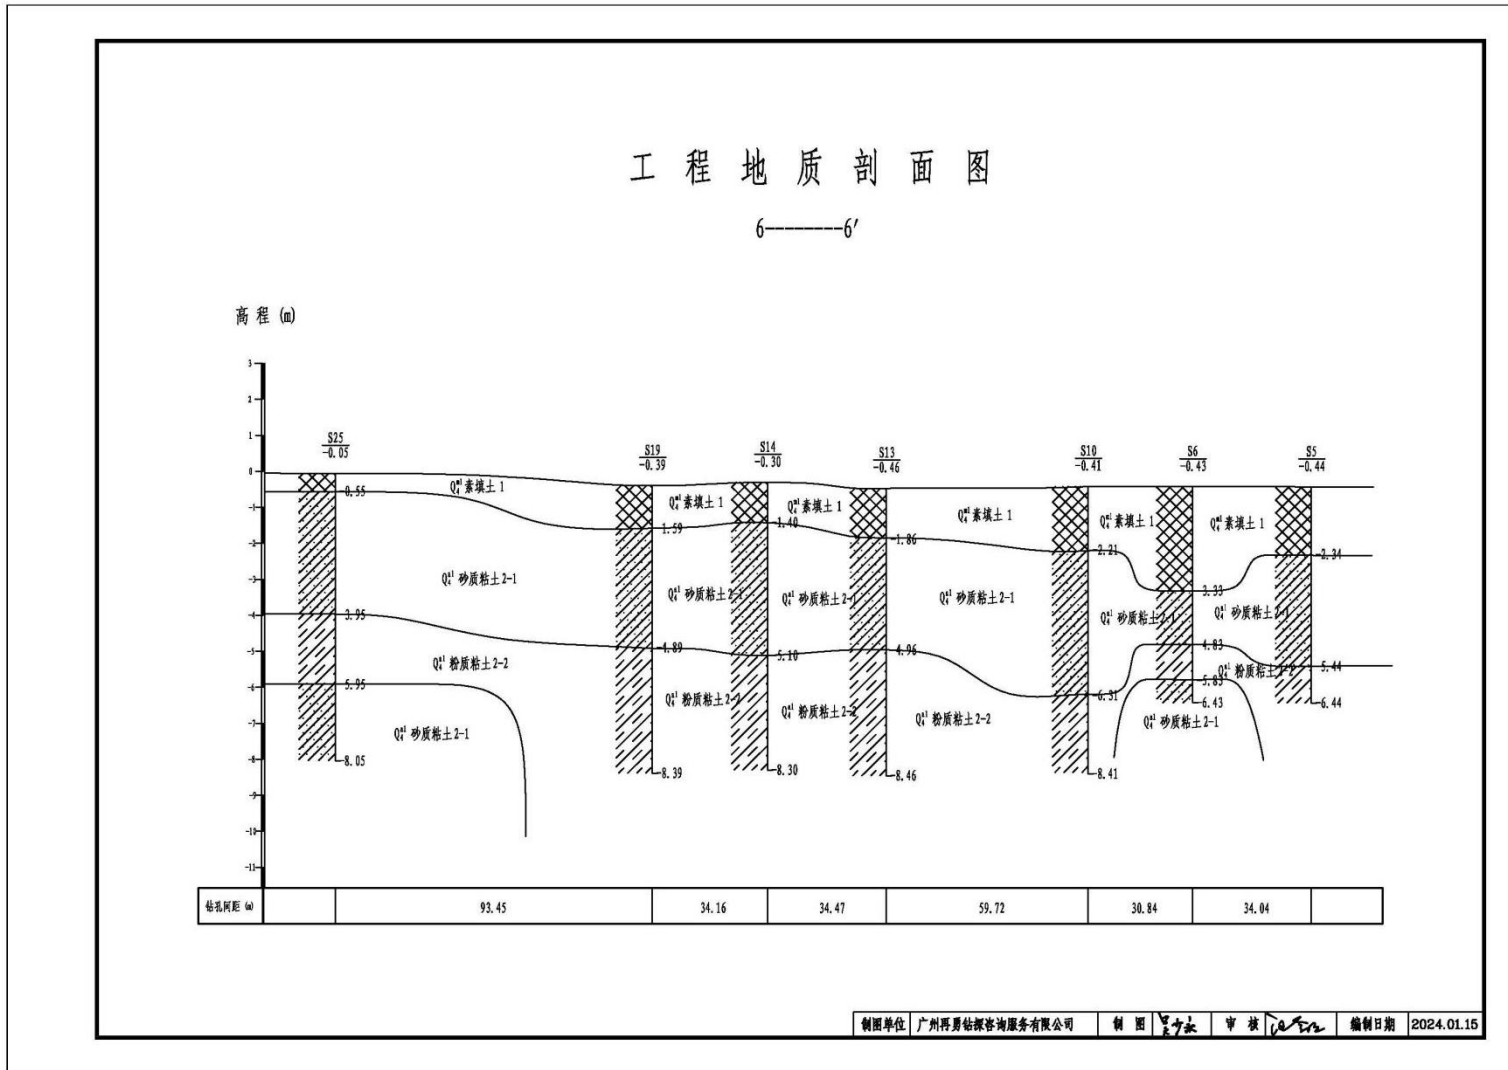 工程地质剖面图
6--------6′
高程 (m)
3
2
1
0
-1
-2
-3
-4
-5
-6
-7
-8
-9
-10
-11
S25
-0.05
S19
-0.39
S14
-0.30
S13
-0.46
S10
-0.41
S6
-0.43
S5
-0.44
-0.55
-1.59
-1.40
-1.86
-2.21
-3.33
-2.34
Q4ml 素填土 1
Q4ml 素填土 1
Q4ml 素填土 1
Q4ml 素填土 1
Q4ml 素填土 1
Q4ml 素填土 1
Q4al 砂质粘土2-1
Q4al 砂质粘土2-1
Q4al 砂质粘土2-1
Q4al 砂质粘土2-1
Q4al 砂质粘土2-1
Q4al 砂质粘土2-1
-3.95
-4.89
-5.10
-4.96
-6.31
-4.83
-5.44
Q4al 粉质粘土2-2
Q4al 粉质粘土2-2
Q4al 粉质粘土2-2
Q4al 粉质粘土2-2
Q4al 粉质粘土2-2
-5.95
-5.83
Q4al 砂质粘土2-1
Q4al 砂质粘土2-1
-8.05
-8.39
-8.30
-8.46
-8.41
-6.43
-6.44
钻孔间距 (m) 93.45 34.16 34.47 59.72 30.84 34.04
制图单位 广州再勇钻探咨询服务有限公司 制 图 审 核 编制日期 2024.01.15